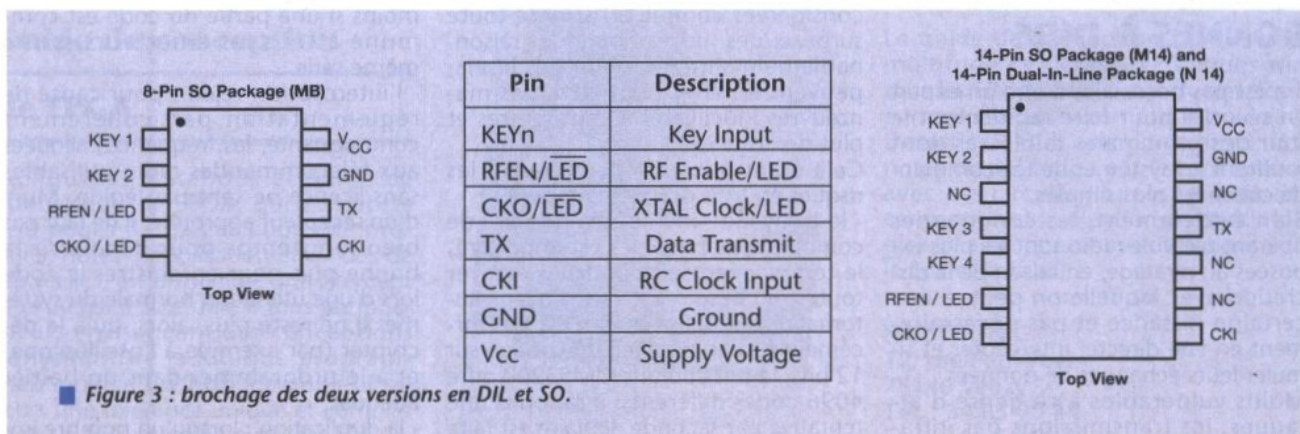 8-Pin SO Package (MB)
KEY 1
KEY 2
RFEN / LED
CKO / LED
VCC
GND
TX
CKI
Top View
Pin Description
KEYn Key Input
RFEN/LED RF Enable/LED
CKO/LED XTAL Clock/LED
TX Data Transmit
CKI RC Clock Input
GND Ground
Vcc Supply Voltage
14-Pin SO Package (M14) and
14-Pin Dual-In-Line Package (N 14)
KEY 1
KEY 2
NC
KEY 3
KEY 4
RFEN / LED
CKO / LED
VCC
GND
NC
TX
NC
NC
CKI
Top View
Figure 3 : brochage des deux versions en DIL et SO.